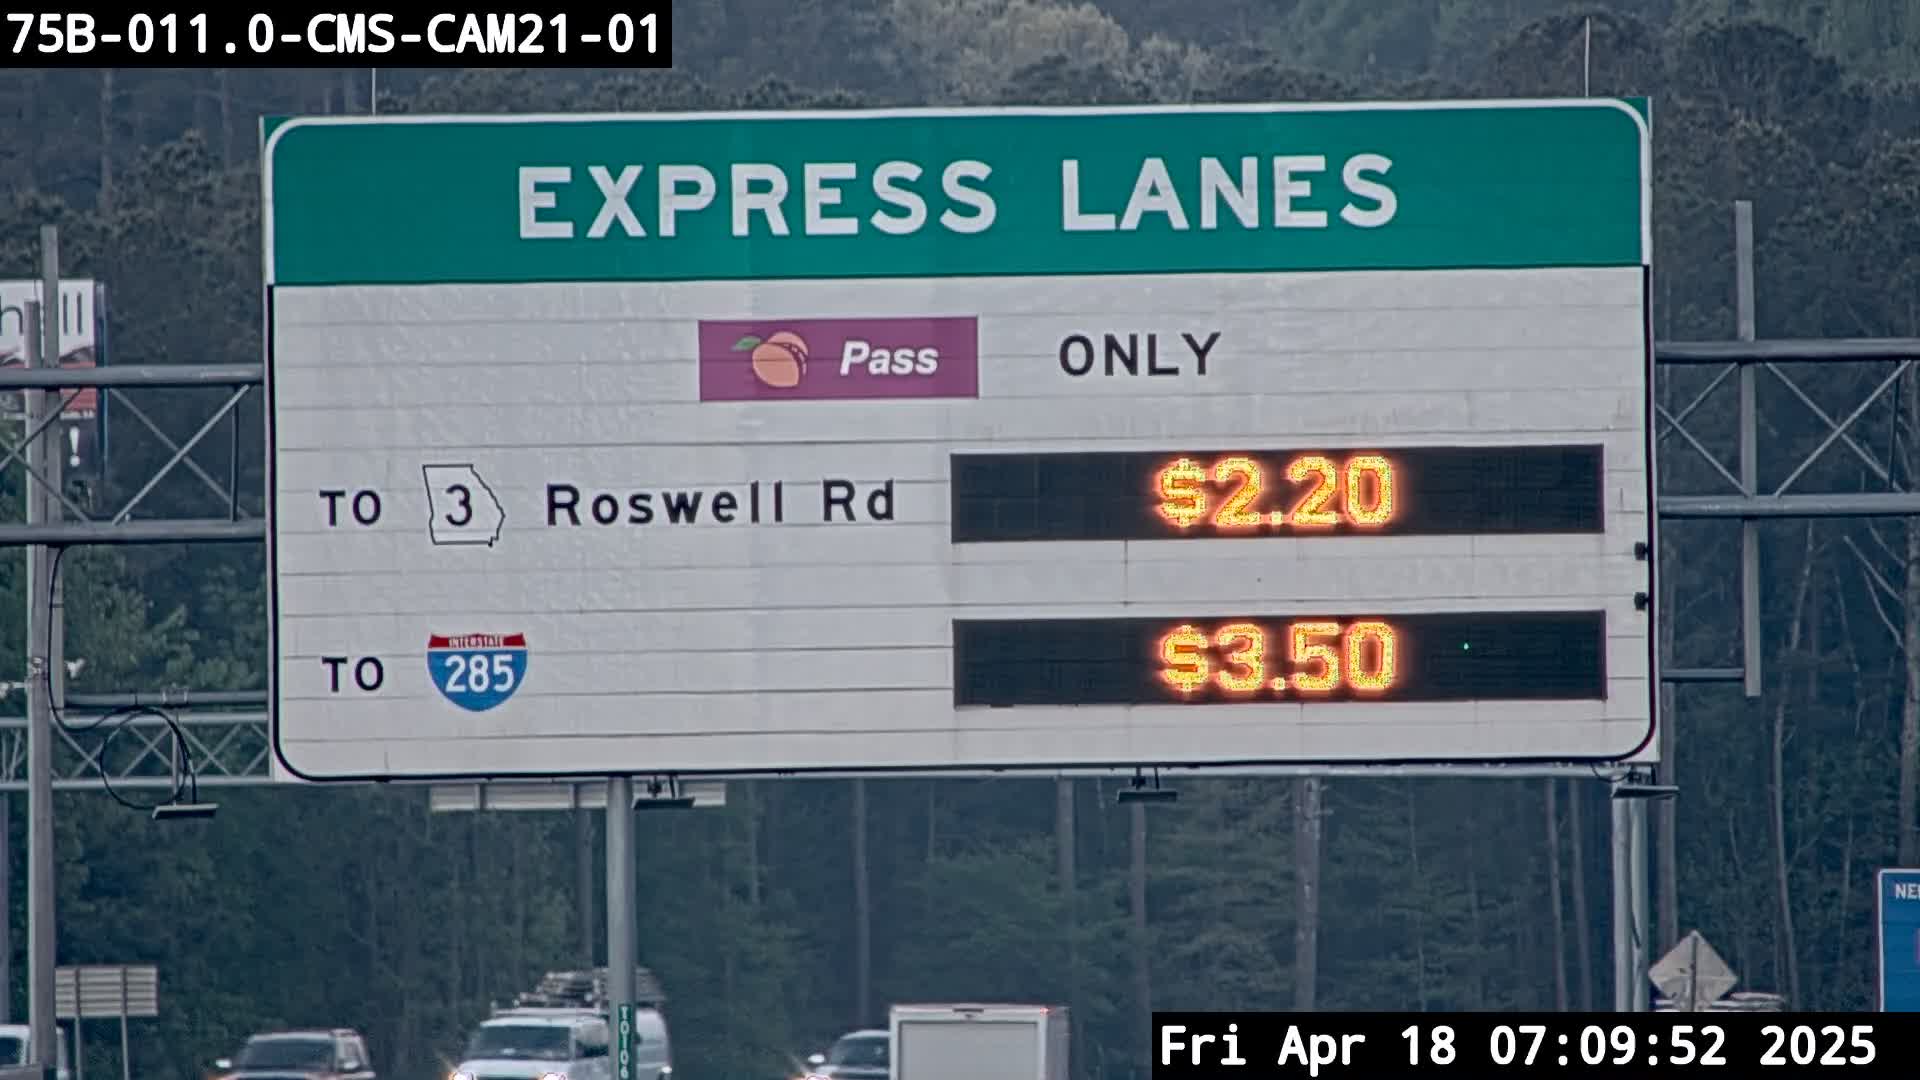 75B-011.0-CMS-CAM21-01
EXPRESS LANES
Pass ONLY
TO 3 Roswell Rd $2.20
INTERSTATE
TO 285 $3.50
Fri Apr 18 07:09:52 2025